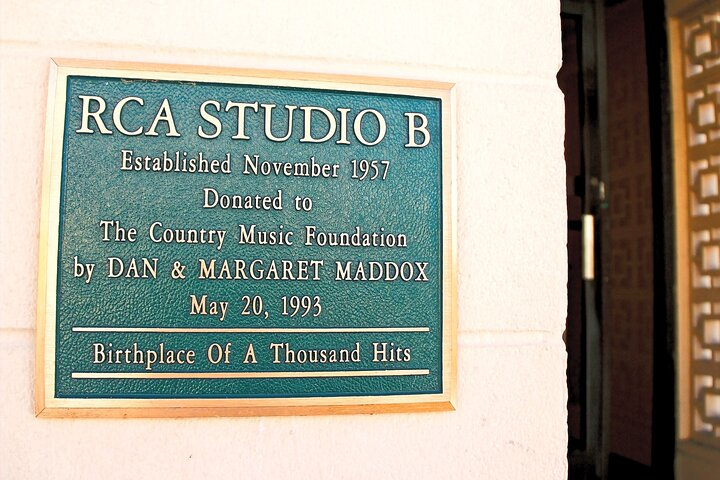 RCA STUDIO B
Established November 1957
Donated to
The Country Music Foundation
by DAN & MARGARET MADDOX
May 20, 1993
Birthplace Of A Thousand Hits